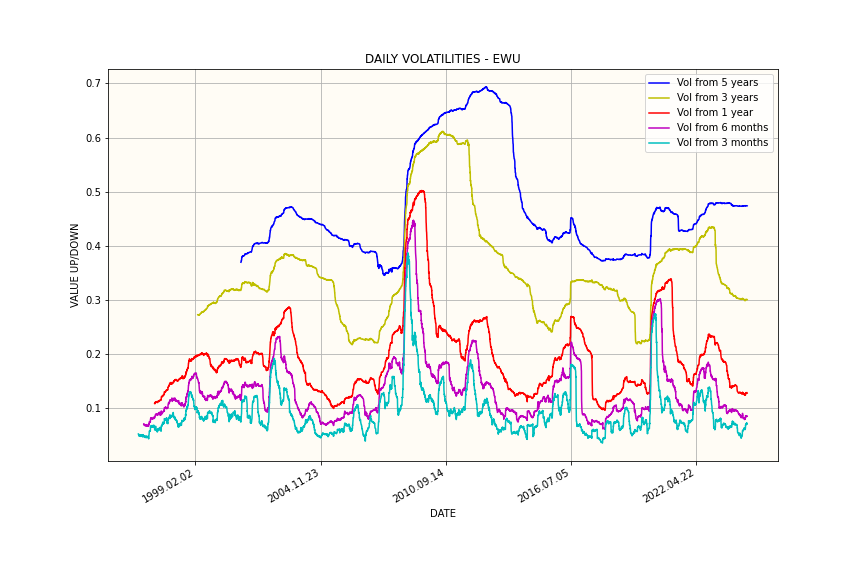 DAILY VOLATILITIES - EWU
VALUE UP/DOWN
0.7
0.6
0.5
0.4
0.3
0.2
0.1
Vol from 5 years
Vol from 3 years
Vol from 1 year
Vol from 6 months
Vol from 3 months
1999.02.02
2004.11.23
2010.09.14
2016.07.05
2022.04.22
DATE